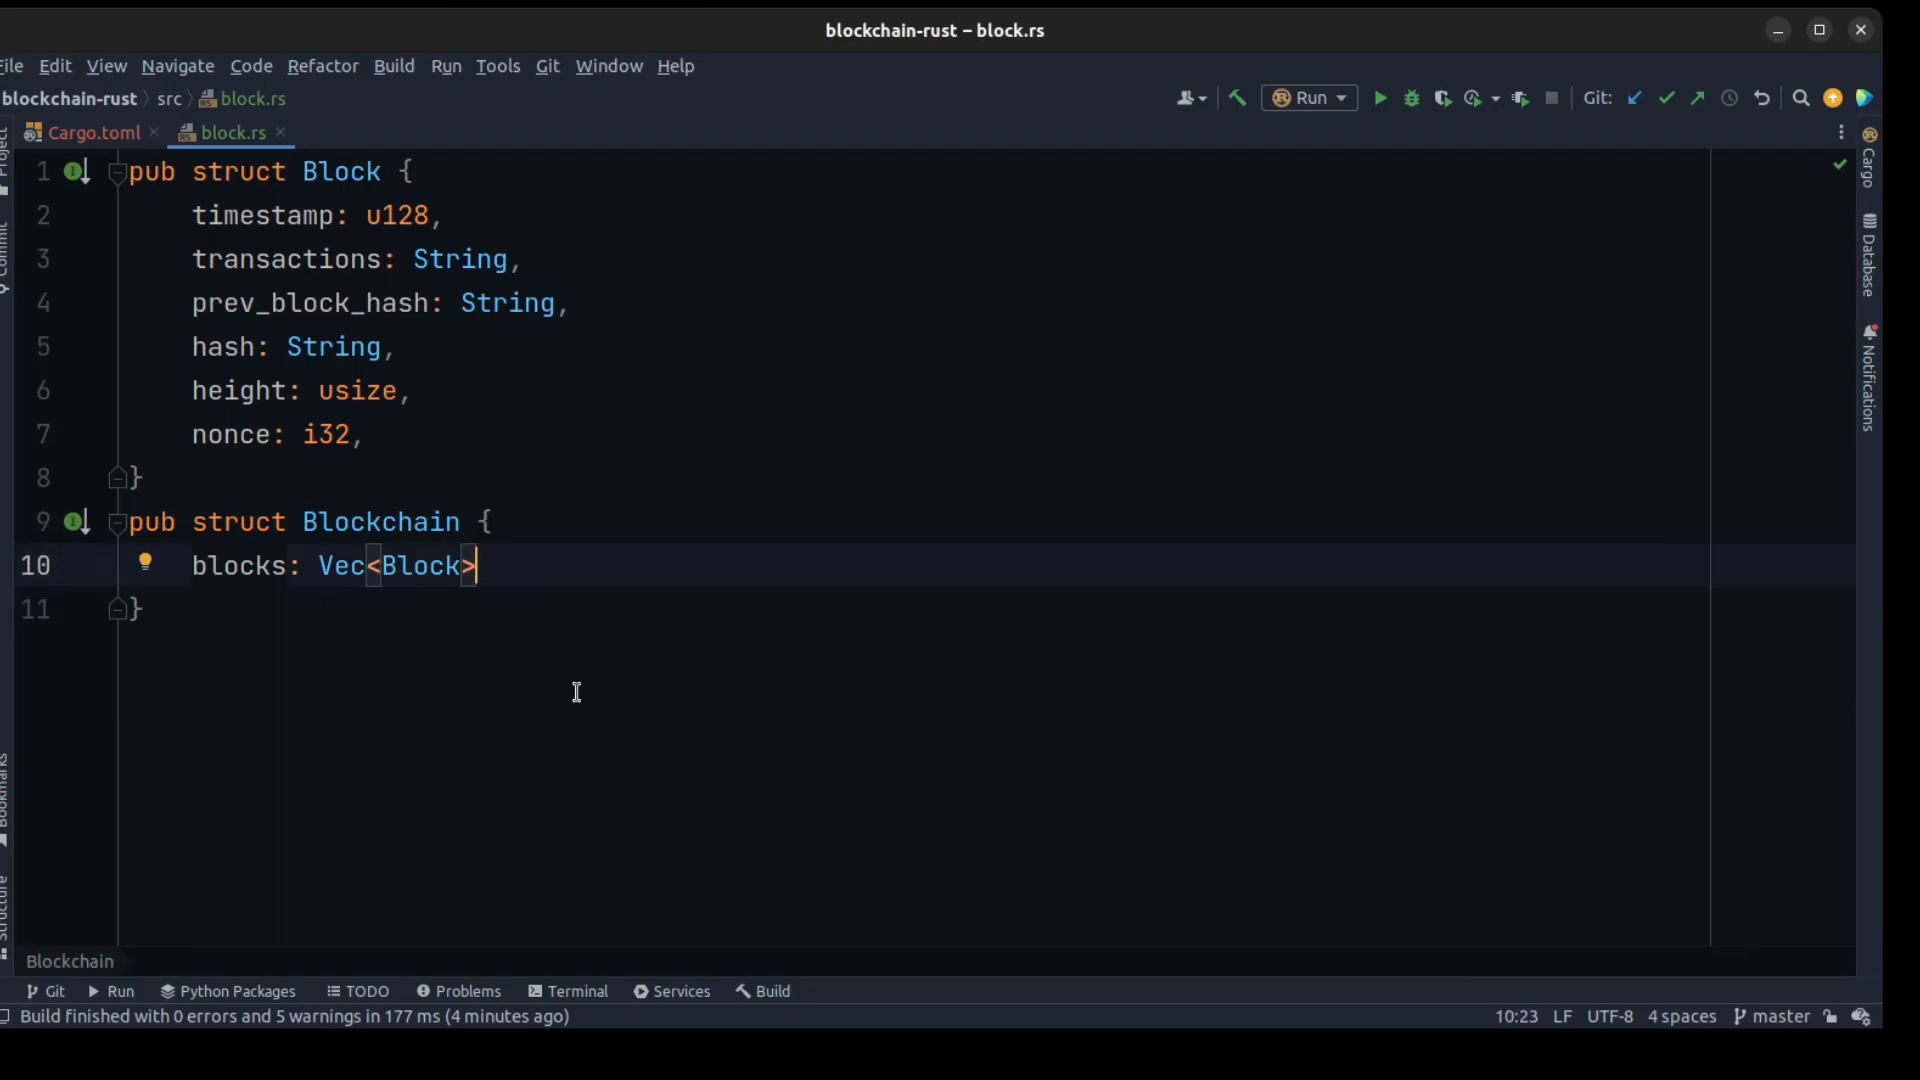 blockchain-rust – block.rs
File Edit View Navigate Code Refactor Build Run Tools Git Window Help
blockchain-rust src block.rs Run Git:
Cargo.toml block.rs
1 pub struct Block {
2 timestamp: u128,
3 transactions: String,
4 prev_block_hash: String,
5 hash: String,
6 height: usize,
7 nonce: i32,
8 }
9 pub struct Blockchain {
10 blocks: Vec<Block>
11 }
Project
Commit
Bookmarks
Structure
Cargo
Database
Notifications
Blockchain
Git Run Python Packages TODO Problems Terminal Services Build
Build finished with 0 errors and 5 warnings in 177 ms (4 minutes ago) 10:23 LF UTF-8 4 spaces master